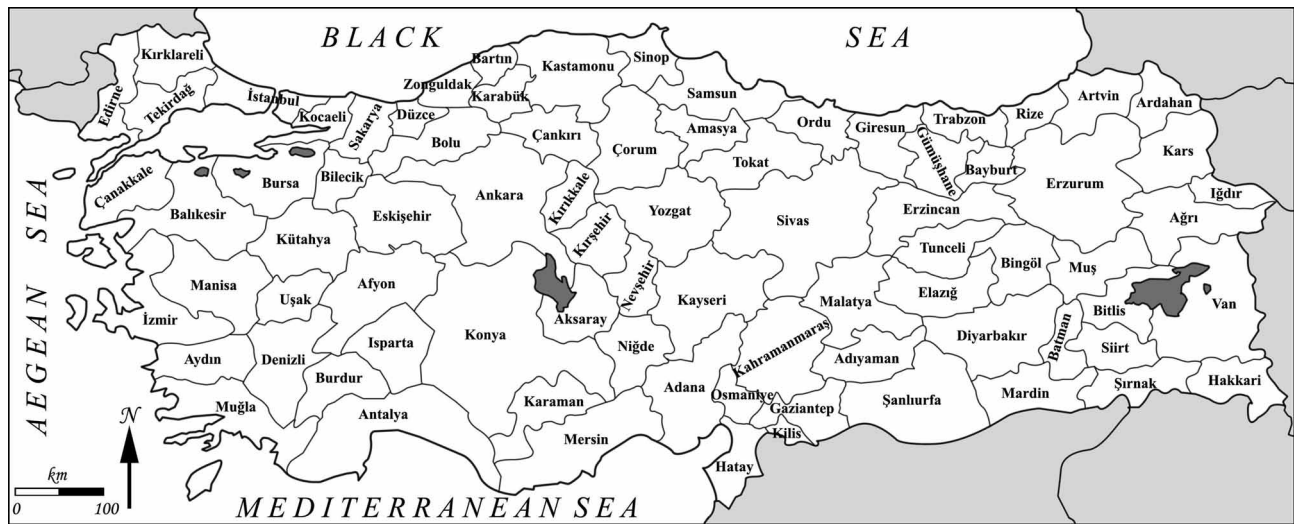 BLACK SEA
Kırklareli
Edirne
Tekirdağ
İstanbul
Kocaeli
Sakarya
Düzce
Zonguldak
Bartın
Karabük
Kastamonu
Sinop
Samsun
Amasya
Ordu
Giresun
Trabzon
Gümüşhane
Rize
Artvin
Ardahan
Bayburt
Kars
Iğdır
Bolu
Çankırı
Çorum
Tokat
Çanakkale
Balıkesir
Bursa
Bilecik
Eskişehir
Ankara
Kırıkkale
Yozgat
Sivas
Erzincan
Erzurum
Ağrı
Kütahya
Kırşehir
Tunceli
Bingöl
Muş
Manisa
Uşak
Afyon
Nevşehir
Kayseri
Malatya
Elazığ
Bitlis
Van
İzmir
Konya
Aksaray
Niğde
Kahramanmaraş
Adıyaman
Diyarbakır
Batman
Siirt
Aydın
Denizli
Isparta
Burdur
Karaman
Adana
Osmaniye
Gaziantep
Şanlıurfa
Mardin
Şırnak
Hakkari
Muğla
Antalya
Mersin
Kilis
Hatay
AEGEAN SEA
MEDITERRANEAN SEA
N
km
0 100